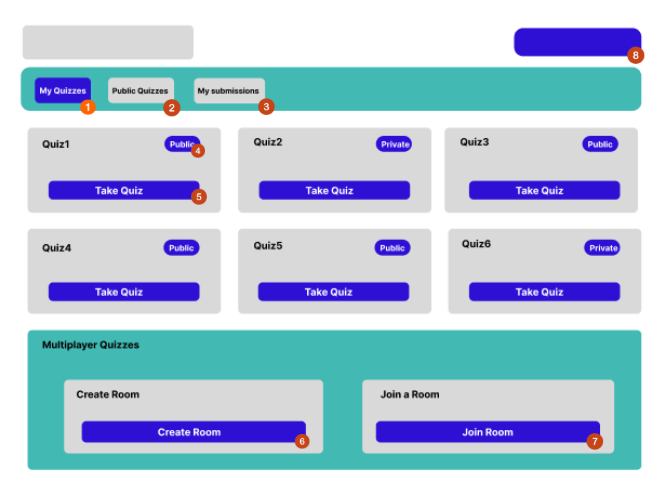 8
My Quizzes
1
Public Quizzes
2
My submissions
3
Quiz1
Public
4
Take Quiz
5
Quiz2
Private
Take Quiz
Quiz3
Public
Take Quiz
Quiz4
Public
Take Quiz
Quiz5
Public
Take Quiz
Quiz6
Private
Take Quiz
Multiplayer Quizzes
Create Room
Create Room
6
Join a Room
Join Room
7